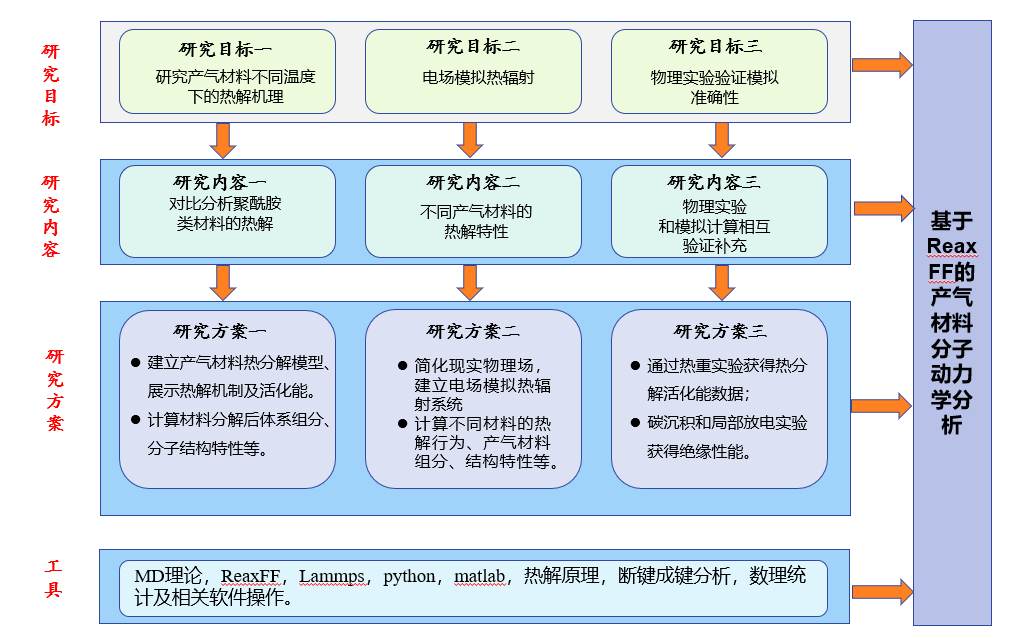 研究目标
研究目标一
研究产气材料不同温度
下的热解机理
研究目标二
电场模拟热辐射
研究目标三
物理实验验证模拟
准确性
研究内容
研究内容一
对比分析聚酰胺
类材料的热解
研究内容二
不同产气材料的
热解特性
研究内容三
物理实验
和模拟计算相互
验证补充
研究方案
研究方案一
● 建立产气材料热分解模型、
展示热解机制及活化能。
● 计算材料分解后体系组分、
分子结构特性等。
研究方案二
● 简化现实物理场，
建立电场模拟热辐
射系统
● 计算不同材料的热
解行为、产气材料
组分、结构特性等。
研究方案三
● 通过热重实验获得热分
解活化能数据；
● 碳沉积和局部放电实验
获得绝缘性能。
工具
MD理论，ReaxFF，Lammps，python，matlab，热解原理，断键成键分析，数理统
计及相关软件操作。
基于
Reax
FF的
产气
材料
分子
动力
学分
析